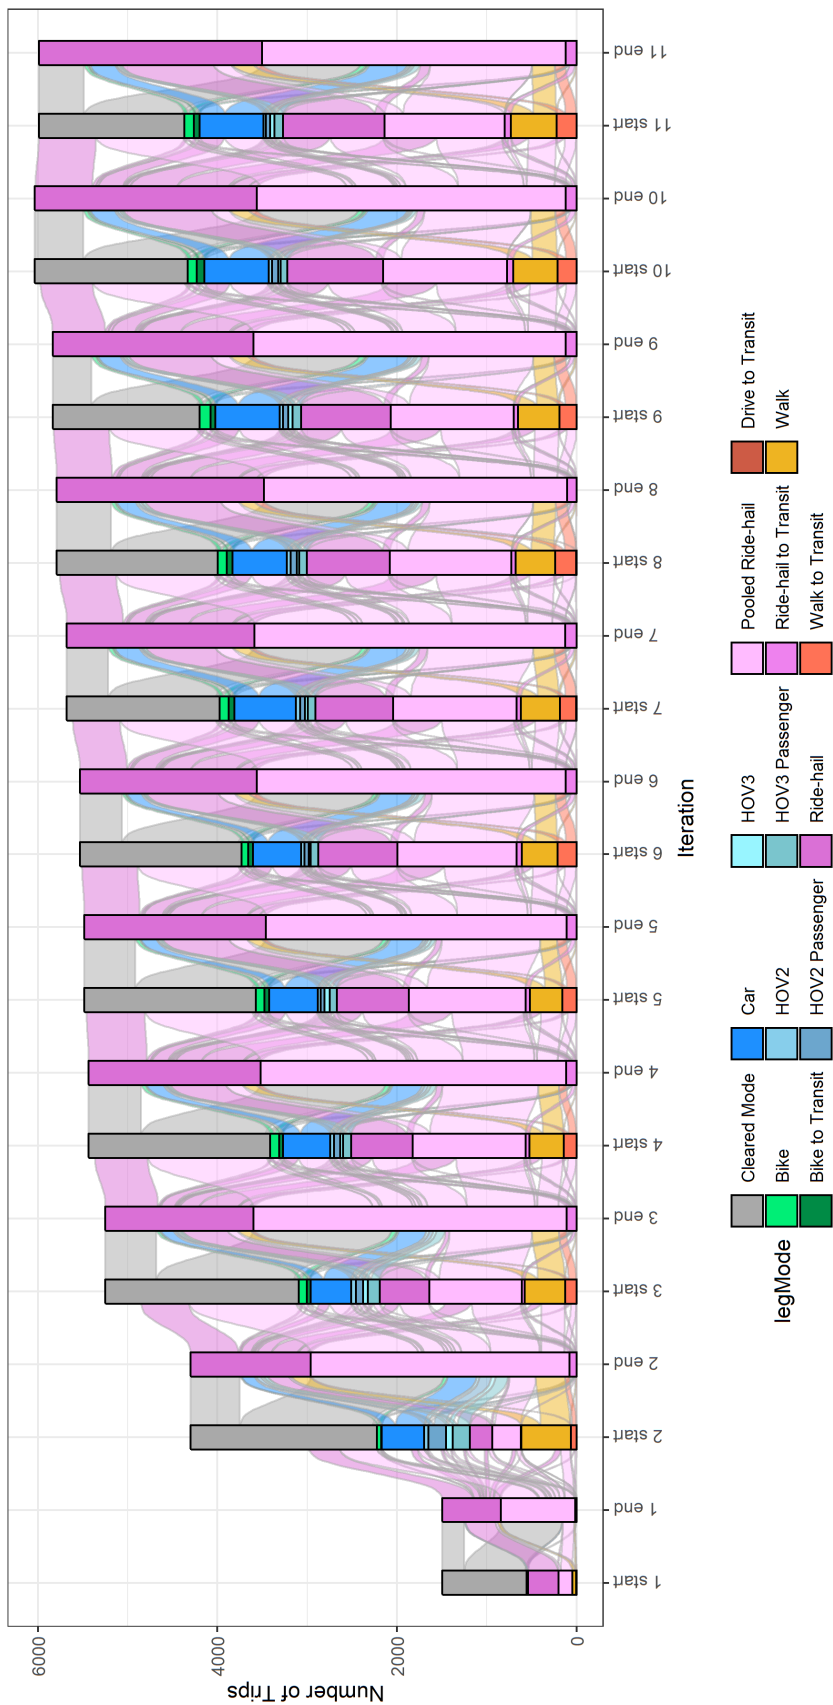 Number of Trips
6000
4000
2000
0
1 start
1 end
2 start
2 end
3 start
3 end
4 start
4 end
5 start
5 end
6 start
6 end
7 start
7 end
8 start
8 end
9 start
9 end
10 start
10 end
11 start
11 end
Iteration
legMode
Cleared Mode
Bike
Bike to Transit
Car
HOV2
HOV2 Passenger
HOV3
HOV3 Passenger
Ride-hail
Pooled Ride-hail
Ride-hail to Transit
Walk to Transit
Drive to Transit
Walk